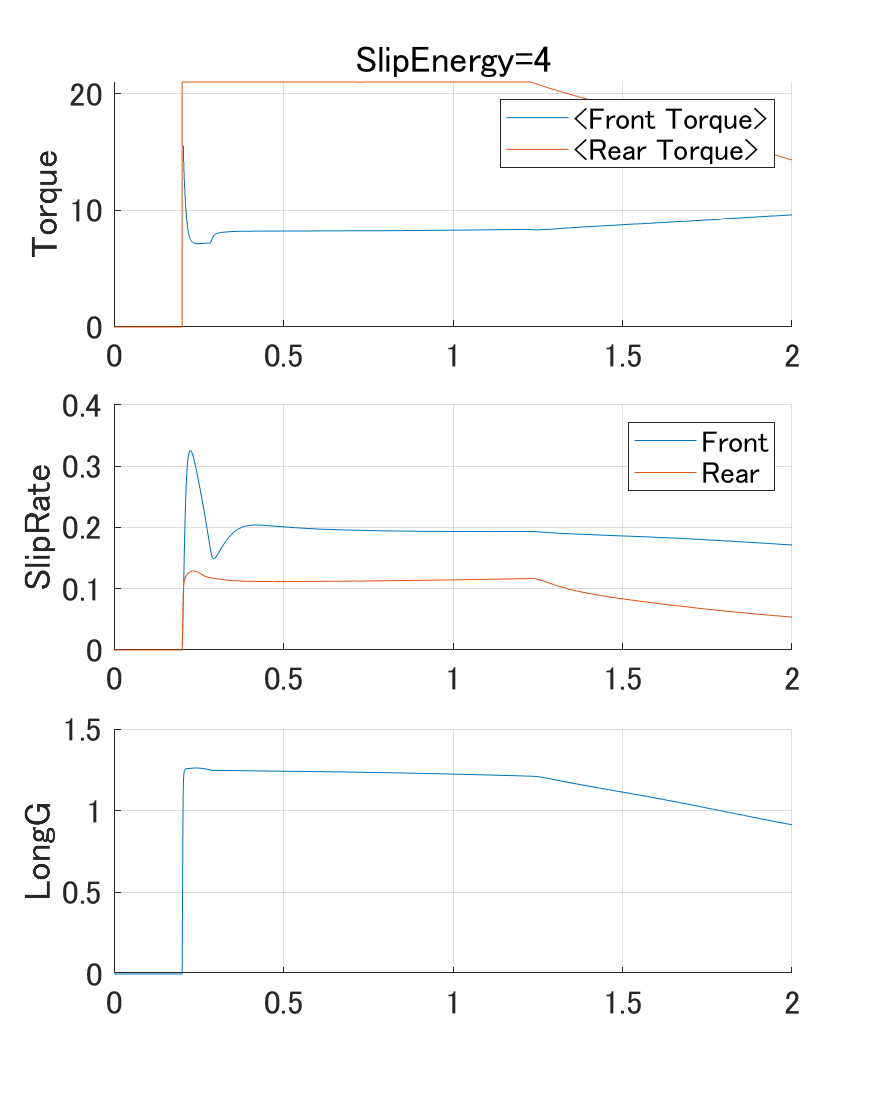 SlipEnergy=4
Torque
20
10
0
<Front Torque>
<Rear Torque>
0 0.5 1 1.5 2
SlipRate
0.4
0.3
0.2
0.1
0
Front
Rear
0 0.5 1 1.5 2
LongG
1.5
1
0.5
0
0 0.5 1 1.5 2